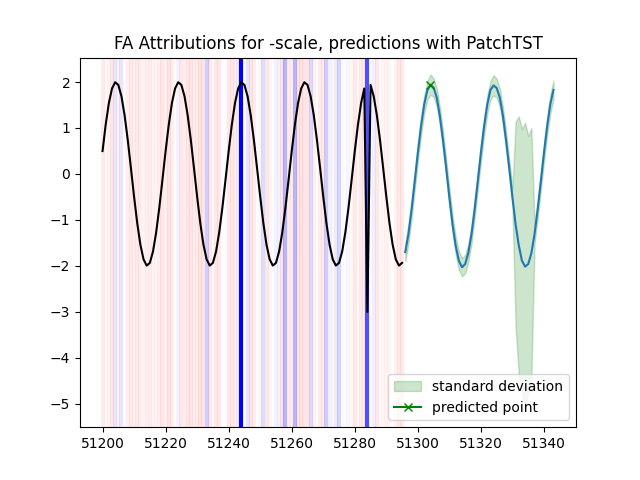 FA Attributions for -scale, predictions with PatchTST
2
1
0
−1
−2
−3
−4
−5
standard deviation
predicted point
51200 51220 51240 51260 51280 51300 51320 51340